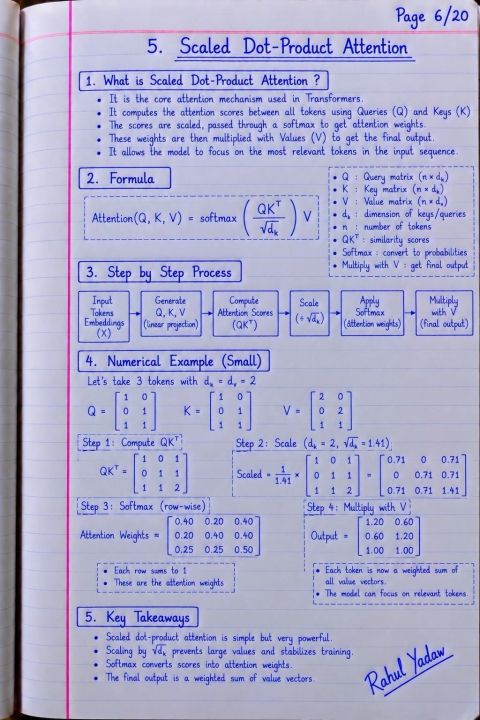 Page 6/20
5. Scaled Dot-Product Attention
1. What is Scaled Dot-Product Attention ?
• It is the core attention mechanism used in Transformers.
• It computes the attention scores between all tokens using Queries (Q) and Keys (K)
• The scores are scaled, passed through a softmax to get attention weights.
• These weights are then multiplied with Values (V) to get the final output.
• It allows the model to focus on the most relevant tokens in the input sequence.
2. Formula
Attention(Q, K, V) = softmax ( QKᵀ / √dₖ ) V
• Q : Query matrix (n × dₖ)
• K : Key matrix (n × dₖ)
• V : Value matrix (n × dᵥ)
• dₖ : dimension of keys/queries
• n : number of tokens
• QKᵀ : similarity scores
• Softmax : convert to probabilities
• Multiply with V : get final output
3. Step by Step Process
Input
Tokens
Embeddings
(X)
Generate
Q, K, V
(linear projection)
Compute
Attention Scores
(QKᵀ)
Scale
(÷ √dₖ)
Apply
Softmax
(attention weights)
Multiply
with V
(final output)
4. Numerical Example (Small)
Let's take 3 tokens with dₖ = dᵥ = 2
Q = [ 1 0
0 1
1 1 ]
K = [ 1 0
0 1
1 1 ]
V = [ 2 0
0 2
1 1 ]
Step 1: Compute QKᵀ
QKᵀ = [ 1 0 1
0 1 1
1 1 2 ]
Step 2: Scale (dₖ = 2, √dₖ = 1.41)
Scaled = 1/1.41 × [ 1 0 1
0 1 1
1 1 2 ]
= [ 0.71 0 0.71
0 0.71 0.71
0.71 0.71 1.41 ]
Step 3: Softmax (row-wise)
Attention Weights ≈ [ 0.40 0.20 0.40
0.20 0.40 0.40
0.25 0.25 0.50 ]
• Each row sums to 1
• These are the attention weights
Step 4: Multiply with V
Output = [ 1.20 0.60
0.60 1.20
1.00 1.00 ]
• Each token is now a weighted sum of
all value vectors.
• The model can focus on relevant tokens.
5. Key Takeaways
• Scaled dot-product attention is simple but very powerful.
• Scaling by √dₖ prevents large values and stabilizes training.
• Softmax converts scores into attention weights.
• The final output is a weighted sum of value vectors.
Rahul Yadaw